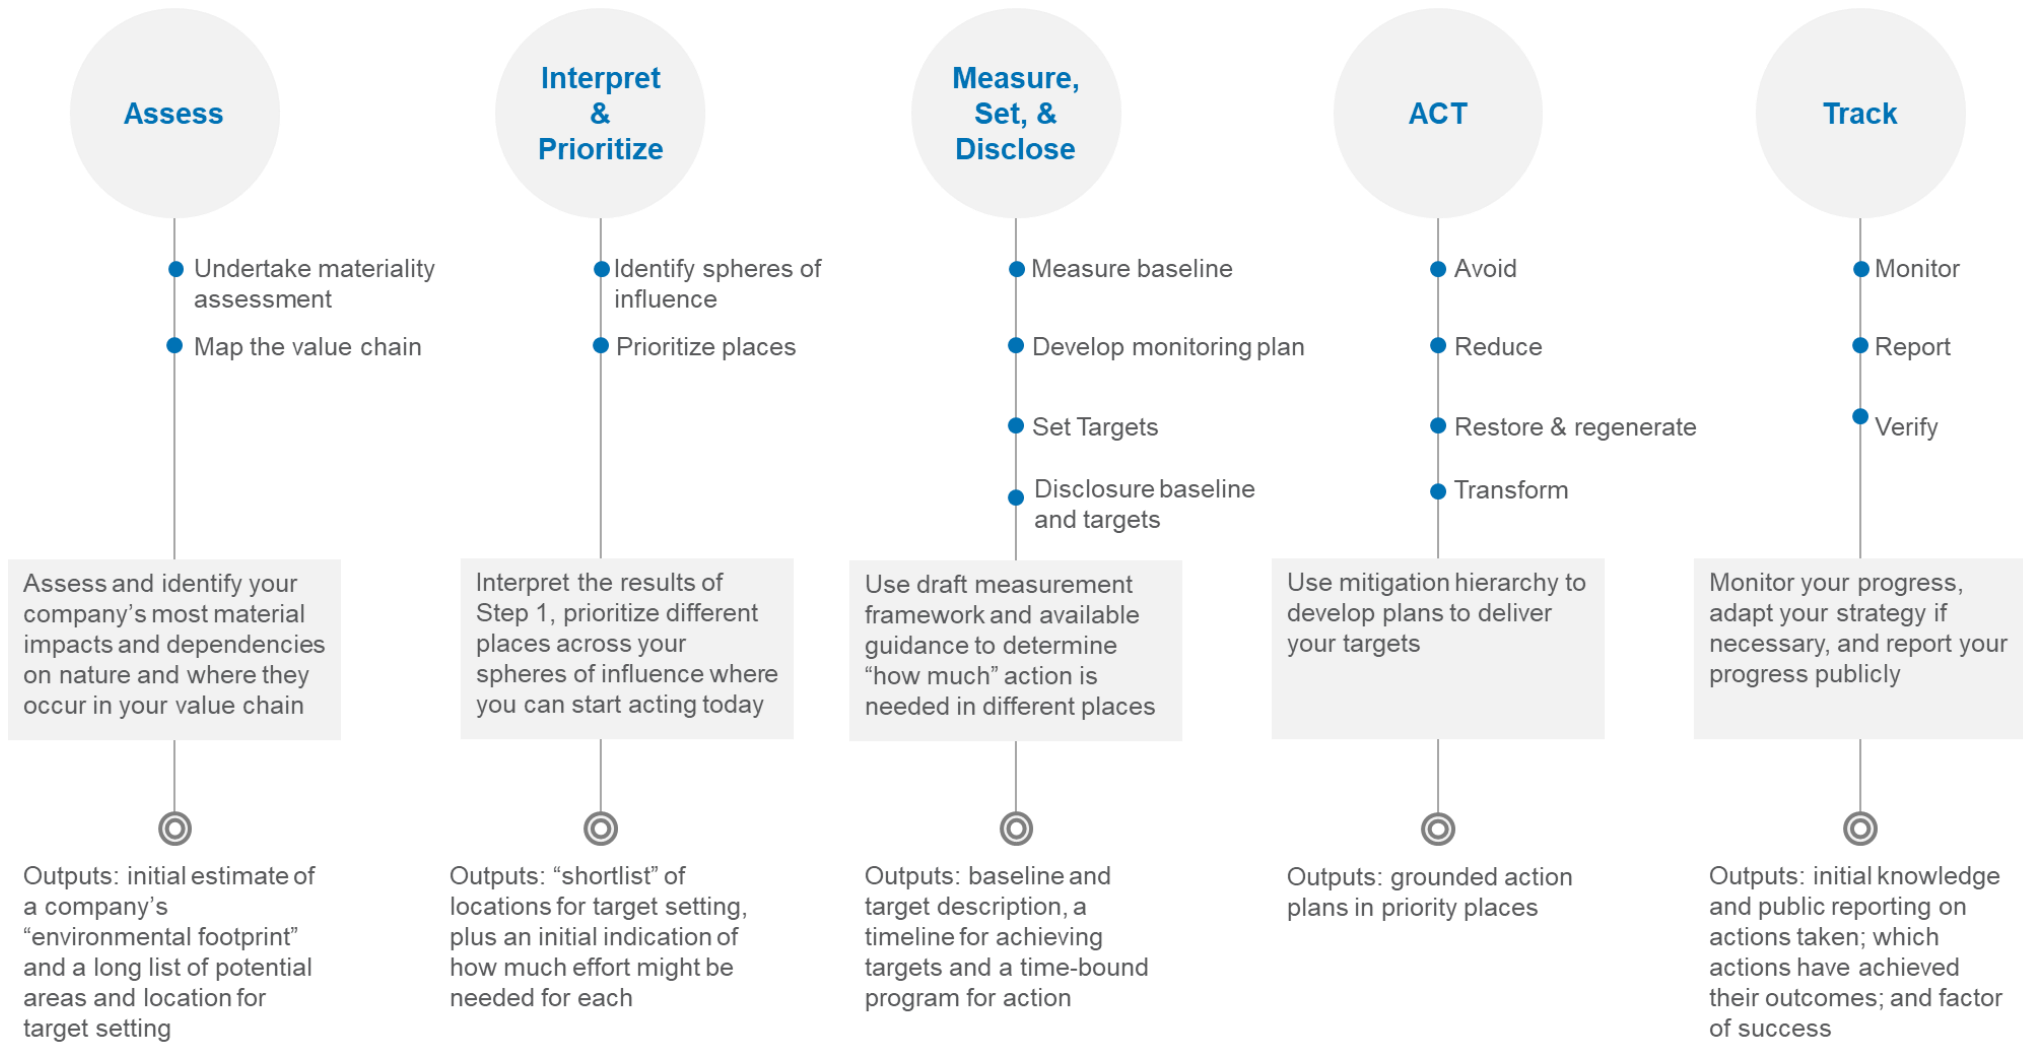 Assess
Undertake materiality
assessment
Map the value chain
Assess and identify your
company’s most material
impacts and dependencies
on nature and where they
occur in your value chain
Outputs: initial estimate of
a company’s
“environmental footprint”
and a long list of potential
areas and location for
target setting
Interpret
&
Prioritize
Identify spheres of
influence
Prioritize places
Interpret the results of
Step 1, prioritize different
places across your
spheres of influence where
you can start acting today
Outputs: “shortlist” of
locations for target setting,
plus an initial indication of
how much effort might be
needed for each
Measure,
Set, &
Disclose
Measure baseline
Develop monitoring plan
Set Targets
Disclosure baseline
and targets
Use draft measurement
framework and available
guidance to determine
“how much” action is
needed in different places
Outputs: baseline and
target description, a
timeline for achieving
targets and a time-bound
program for action
ACT
Avoid
Reduce
Restore & regenerate
Transform
Use mitigation hierarchy to
develop plans to deliver
your targets
Outputs: grounded action
plans in priority places
Track
Monitor
Report
Verify
Monitor your progress,
adapt your strategy if
necessary, and report your
progress publicly
Outputs: initial knowledge
and public reporting on
actions taken; which
actions have achieved
their outcomes; and factor
of success